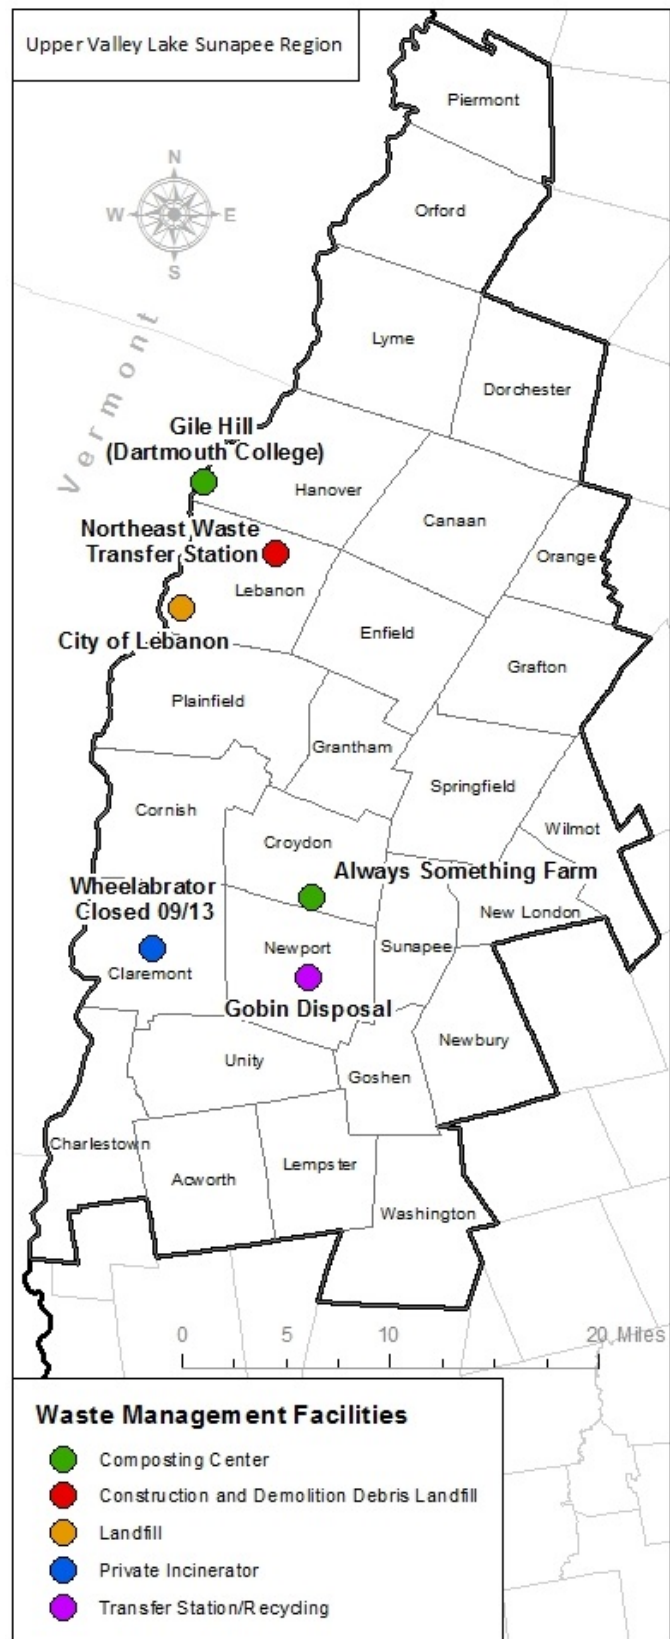 Upper Valley Lake Sunapee Region
Piermont
N
W
E
S
Orford
Vermont
Lyme
Dorchester
Gile Hill
(Dartmouth College)
Hanover
Canaan
Northeast Waste
Transfer Station
Orange
Lebanon
Enfield
City of Lebanon
Grafton
Plainfield
Grantham
Springfield
Cornish
Wilmot
Croydon
Always Something Farm
Wheelabrator
Closed 09/13
New London
Newport
Sunapee
Claremont
Gobin Disposal
Newbury
Unity
Goshen
Charlestown
Lempster
Acworth
Washington
0 5 10 20 Miles
Waste Management Facilities
Composting Center
Construction and Demolition Debris Landfill
Landfill
Private Incinerator
Transfer Station/Recycling